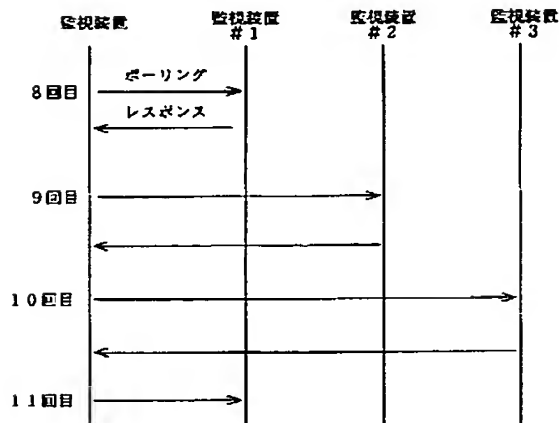 監視装置
監視装置
#1
監視装置
#2
監視装置
#3
8回目
ポーリング
レスポンス
9回目
10回目
11回目